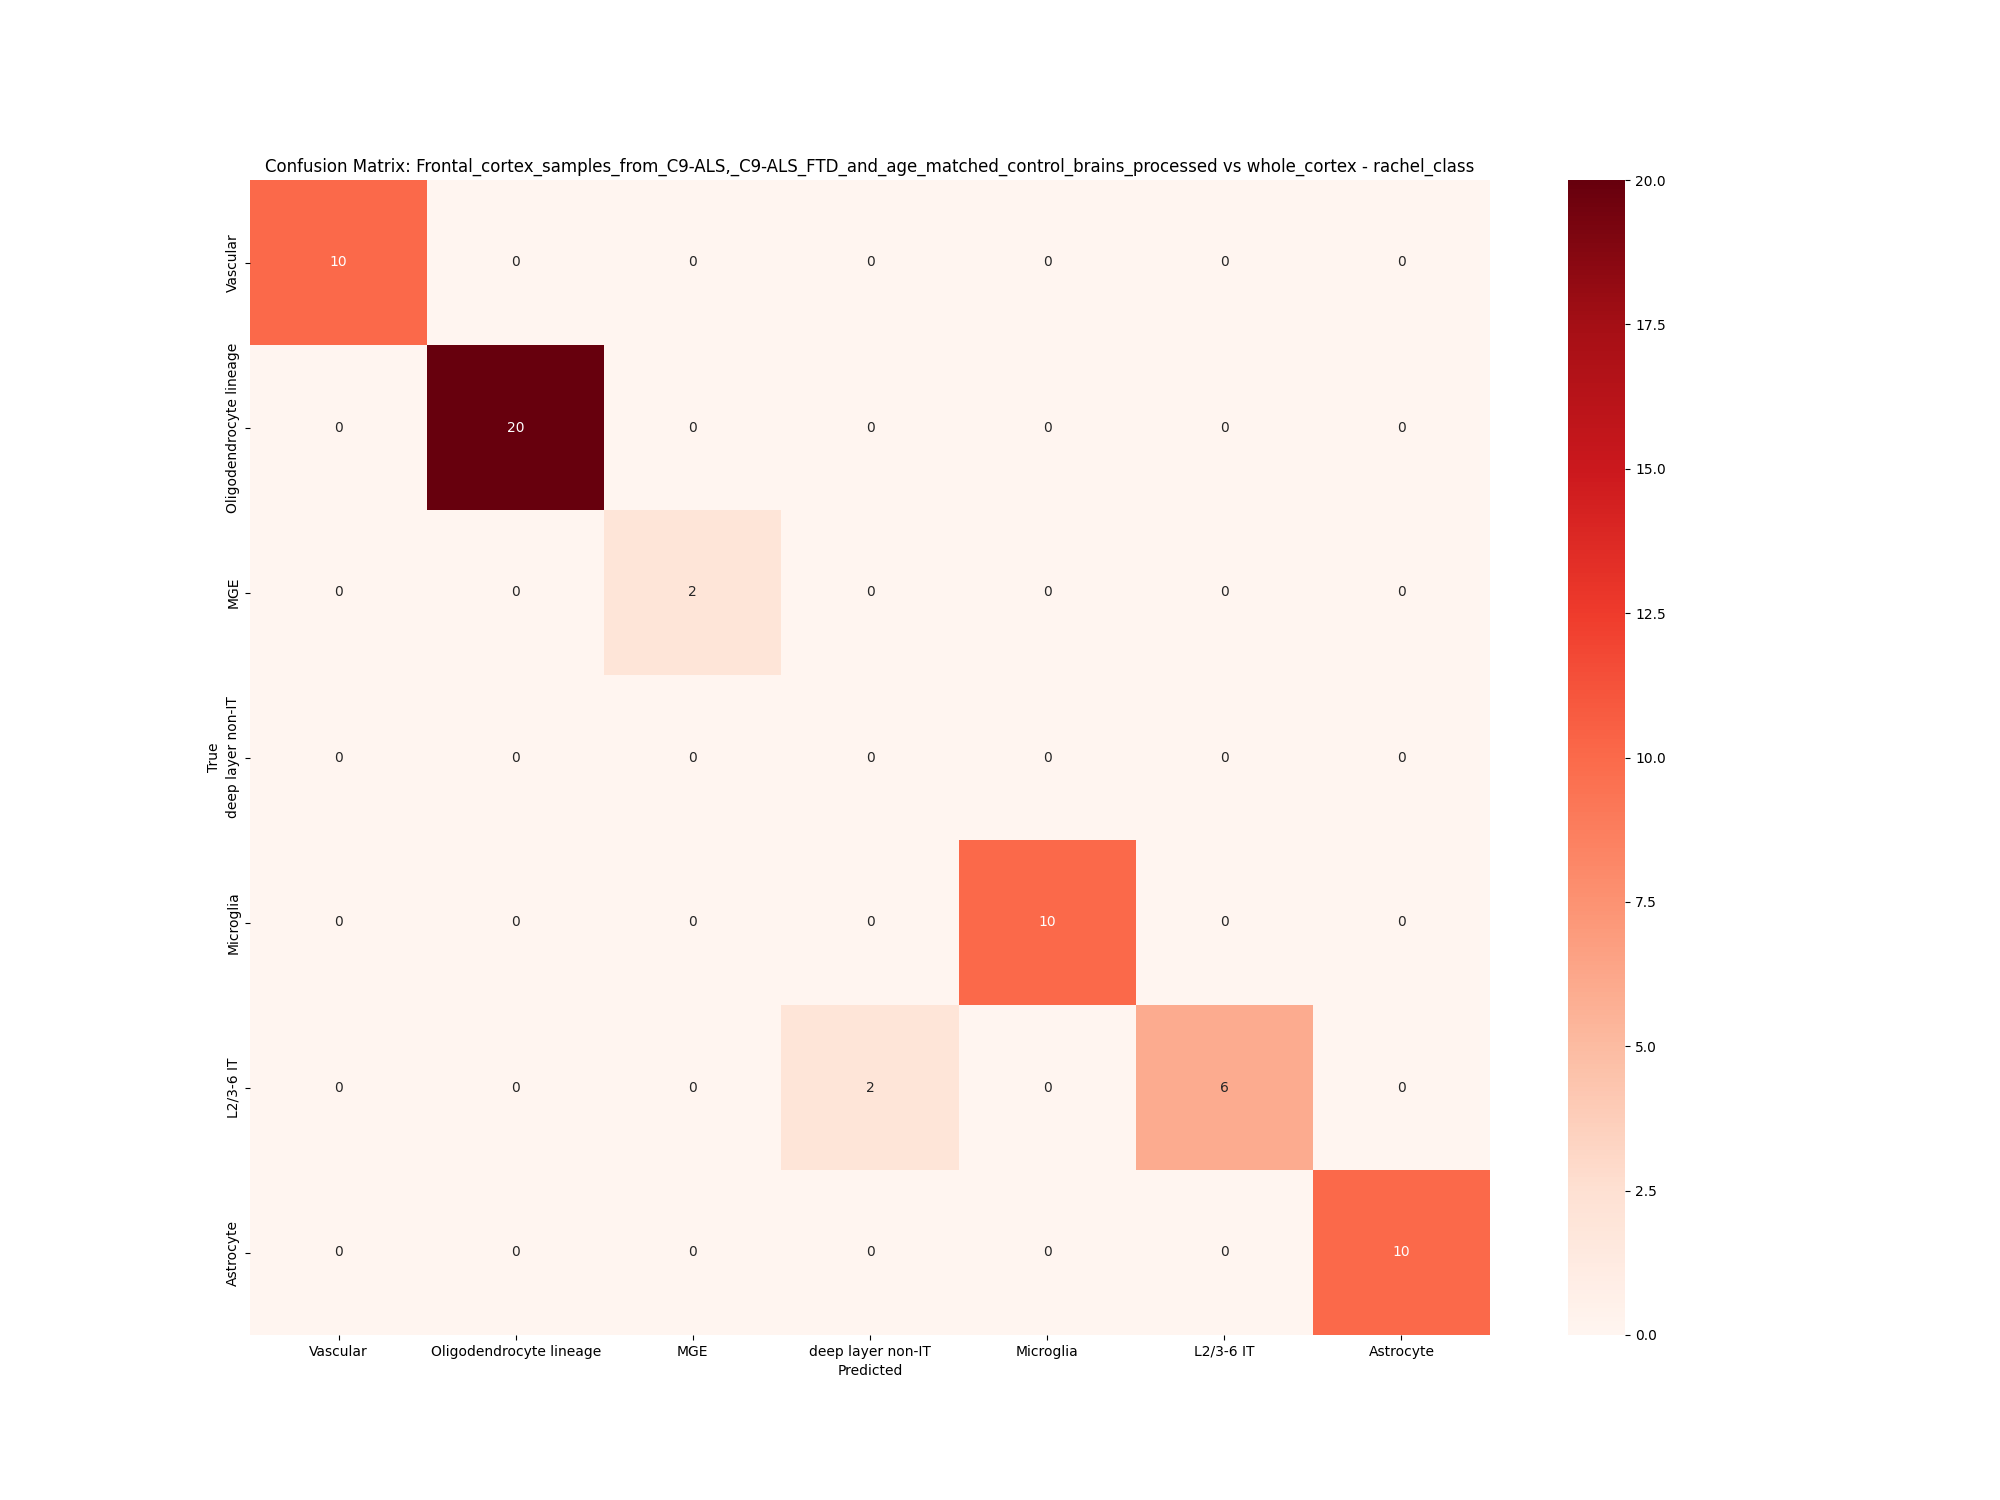 Confusion Matrix: Frontal_cortex_samples_from_C9-ALS,_C9-ALS_FTD_and_age_matched_control_brains_processed vs whole_cortex - rachel_class
True
Vascular
10 0 0 0 0 0 0
Oligodendrocyte lineage
0 20 0 0 0 0 0
MGE
0 0 2 0 0 0 0
deep layer non-IT
0 0 0 0 0 0 0
Microglia
0 0 0 0 10 0 0
L2/3-6 IT
0 0 0 2 0 6 0
Astrocyte
0 0 0 0 0 0 10
Vascular Oligodendrocyte lineage MGE deep layer non-IT Microglia L2/3-6 IT Astrocyte
Predicted
20.0
17.5
15.0
12.5
10.0
7.5
5.0
2.5
0.0